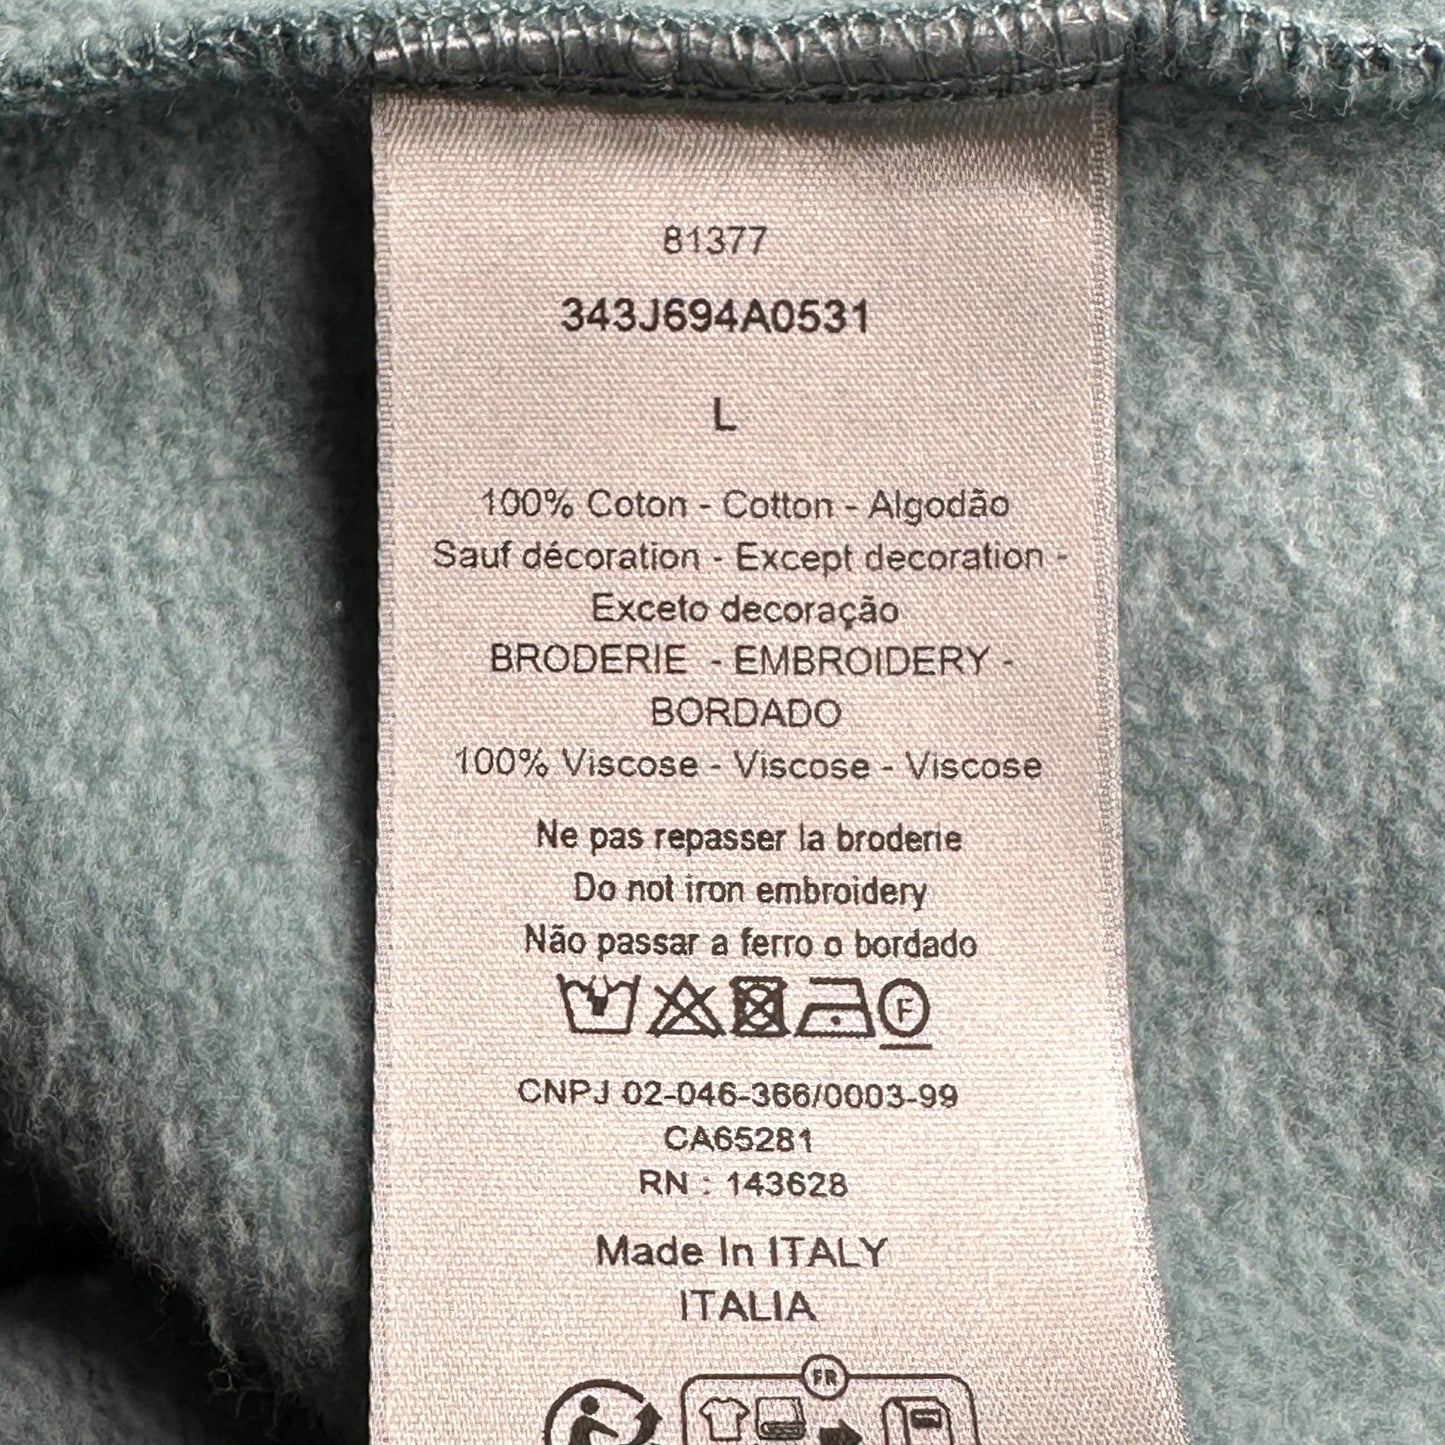 81377
343J694A0531
L
100% Coton - Cotton - Algodão
Sauf décoration - Except decoration -
Exceto decoração
BRODERIE - EMBROIDERY -
BORDADO
100% Viscose - Viscose - Viscose
Ne pas repasser la broderie
Do not iron embroidery
Não passar a ferro o bordado
F
CNPJ 02-046-366/0003-99
CA65281
RN : 143628
Made In ITALY
ITALIA
FR